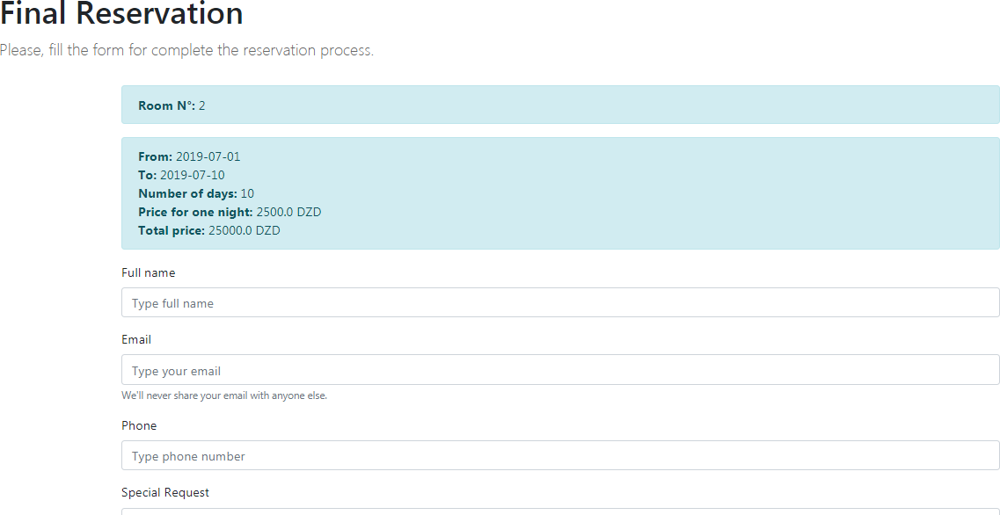 Final Reservation
Please, fill the form for complete the reservation process.
Room N°: 2
From: 2019-07-01
To: 2019-07-10
Number of days: 10
Price for one night: 2500.0 DZD
Total price: 25000.0 DZD
Full name
Type full name
Email
Type your email
We'll never share your email with anyone else.
Phone
Type phone number
Special Request